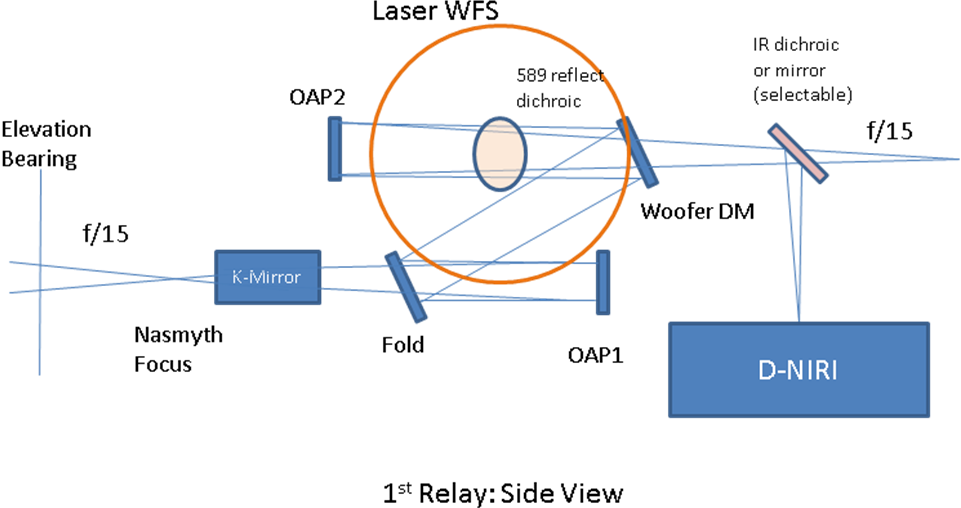 Laser WFS
IR dichroic
or mirror
(selectable)
589 reflect
dichroic
OAP2
Elevation
Bearing
f/15
Woofer DM
f/15
K-Mirror
Nasmyth
Focus
Fold
OAP1
D-NIRI
1st Relay: Side View